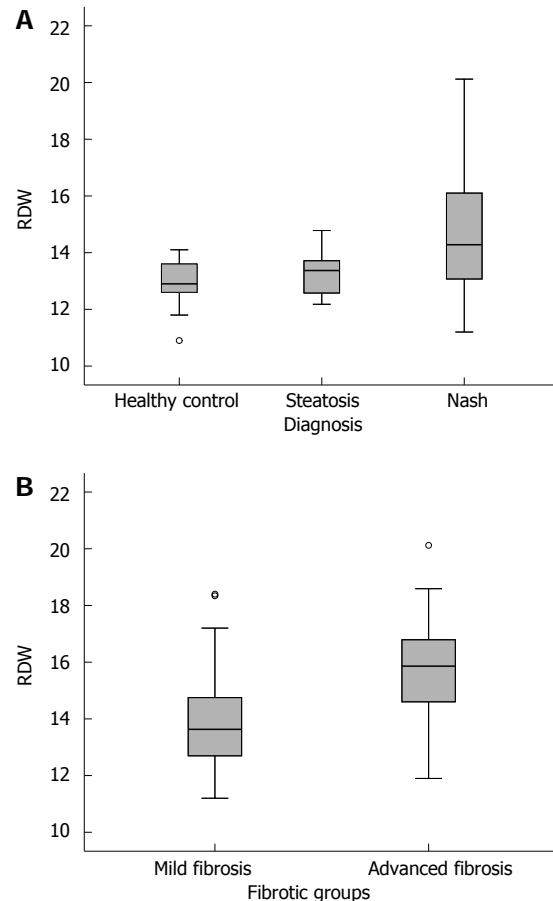 A
22
20
18
16
14
12
10
RDW
Healthy control Steatosis Nash
Diagnosis
B
22
20
18
16
14
12
10
RDW
Mild fibrosis Advanced fibrosis
Fibrotic groups